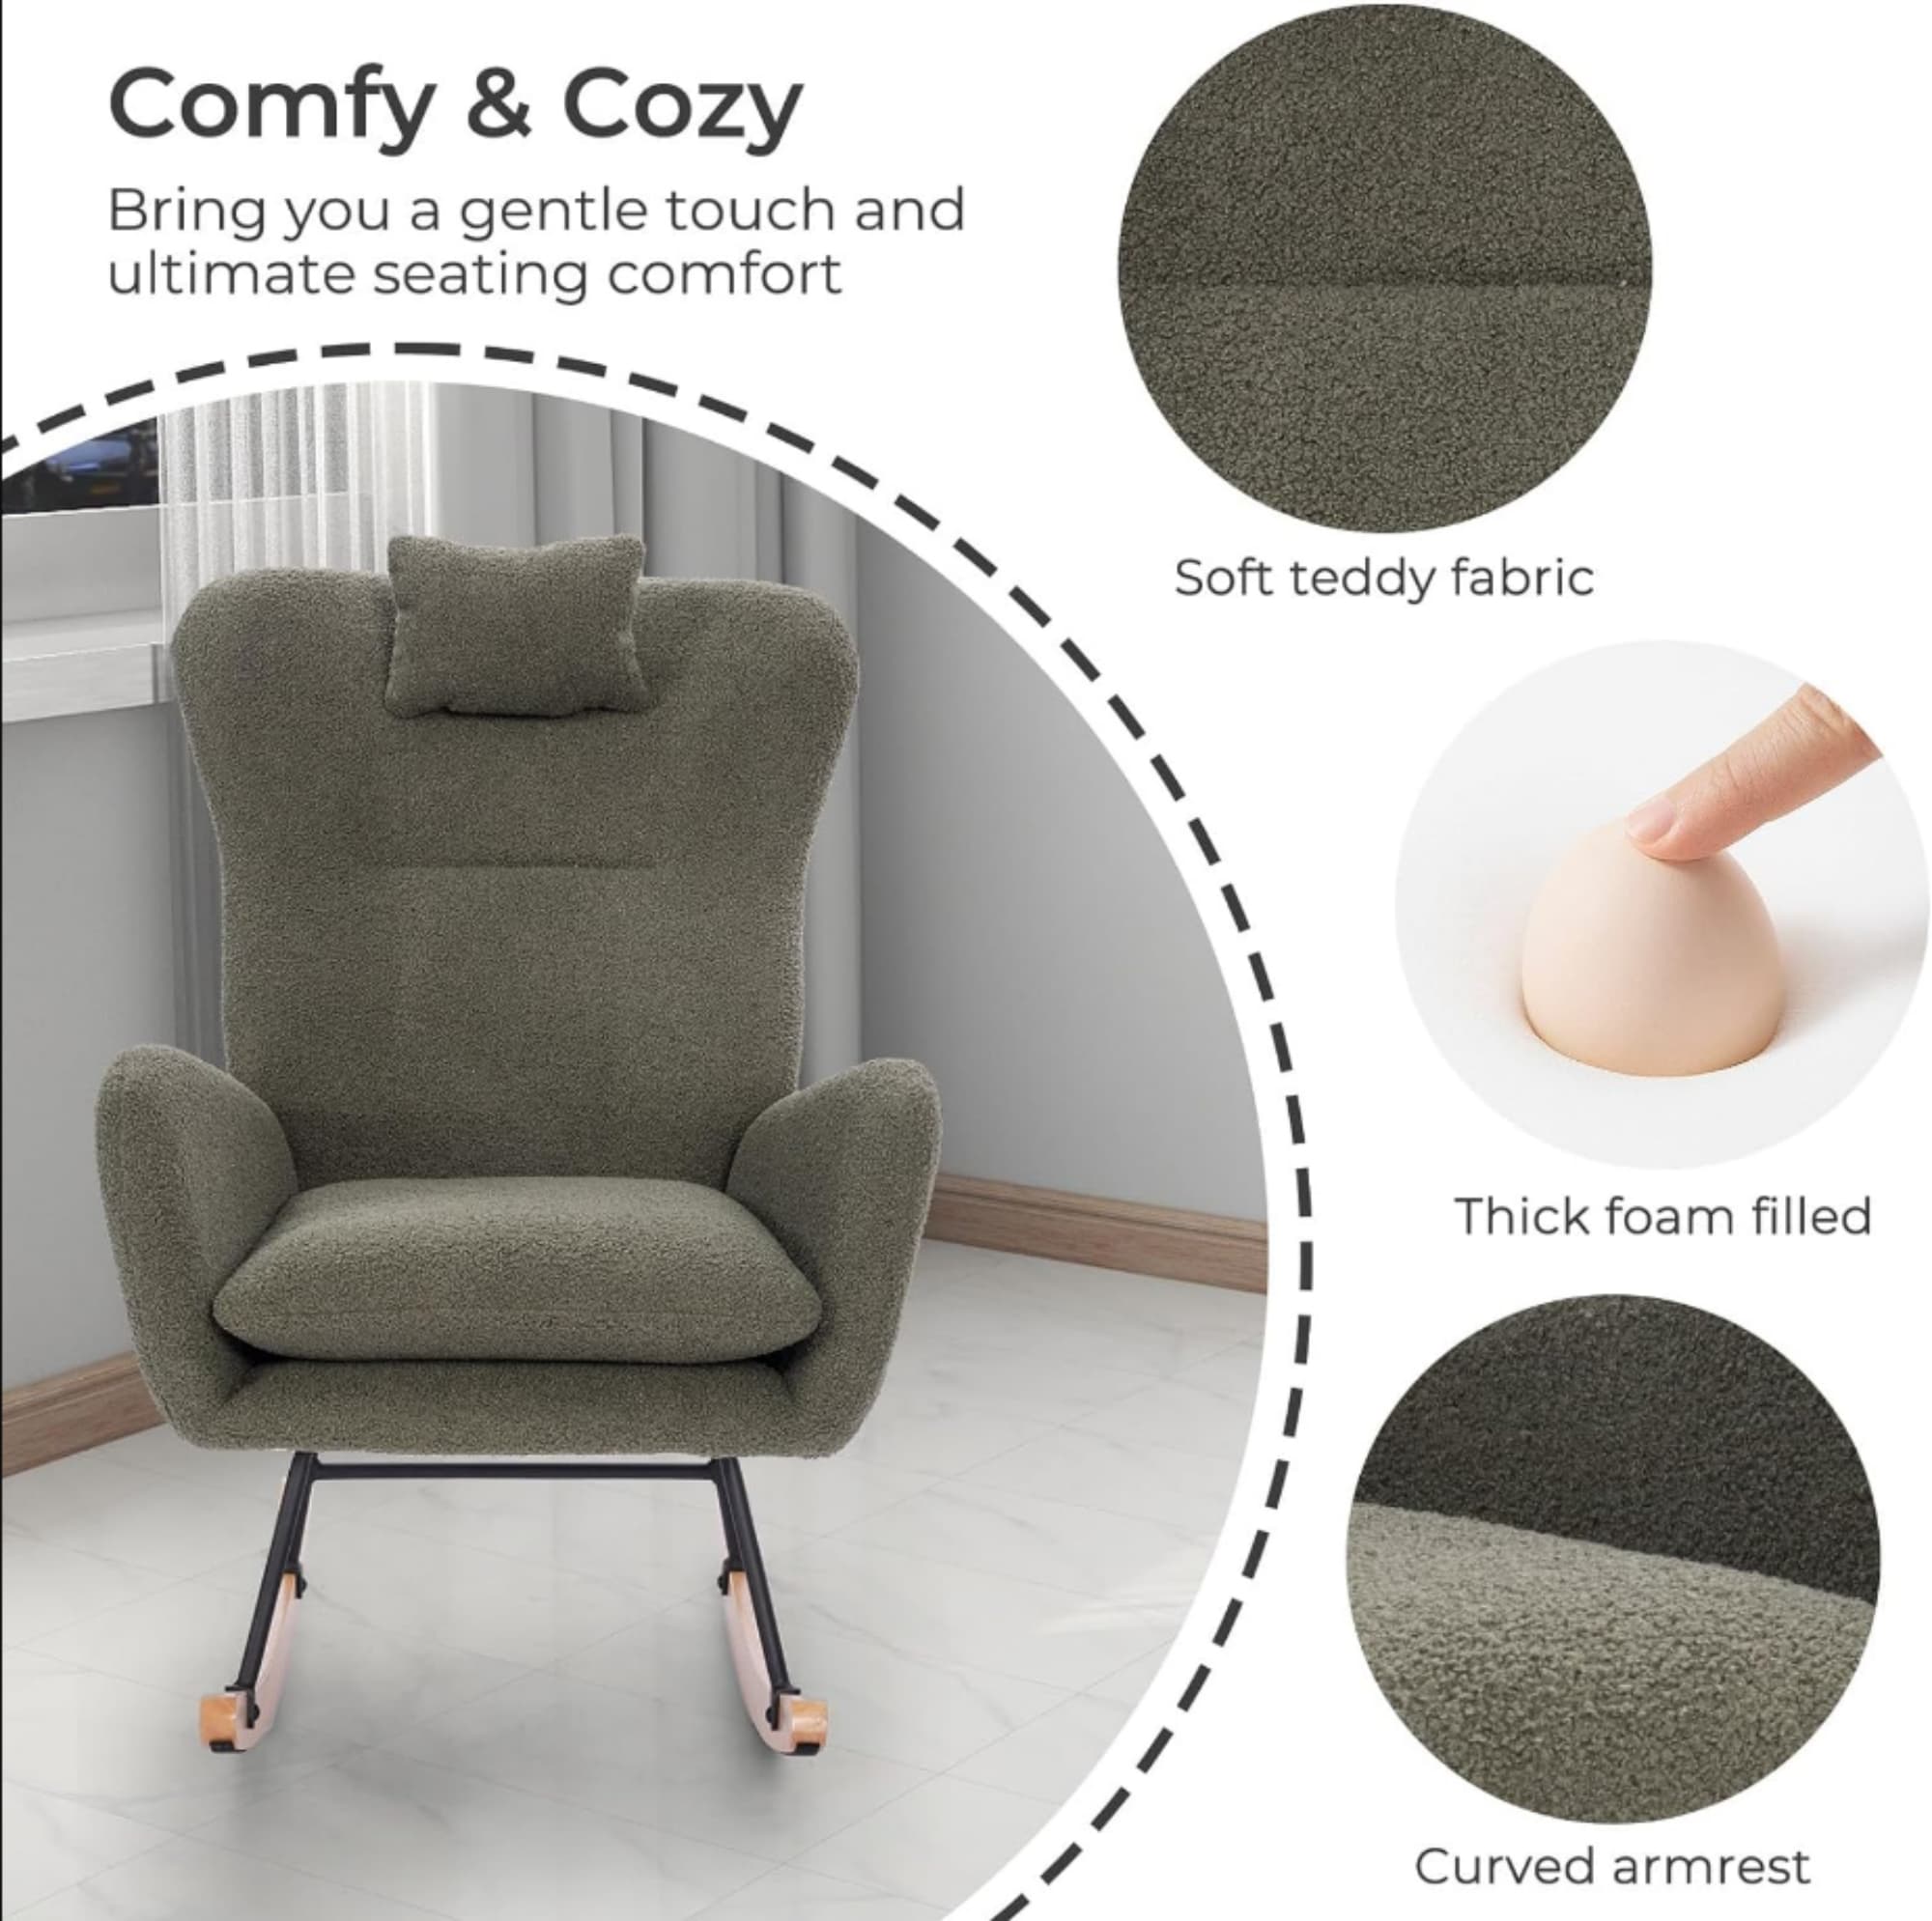 Comfy & Cozy
Bring you a gentle touch and
ultimate seating comfort
Soft teddy fabric
Thick foam filled
Curved armrest